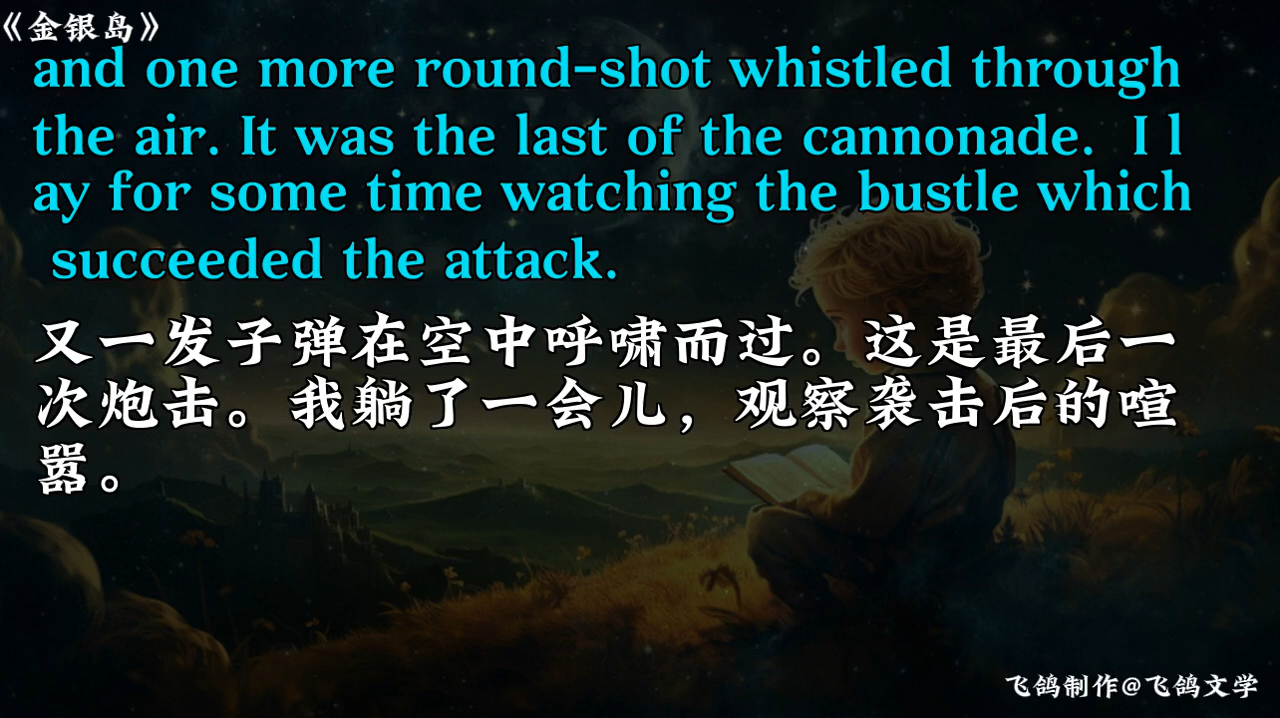 《金银岛》
and one more round-shot whistled through
the air. It was the last of the cannonade.  I l
ay for some time watching the bustle which
 succeeded the attack.
又一发子弹在空中呼啸而过。这是最后一
次炮击。我躺了一会儿，观察袭击后的喧
嚣。
飞鸽制作@飞鸽文学